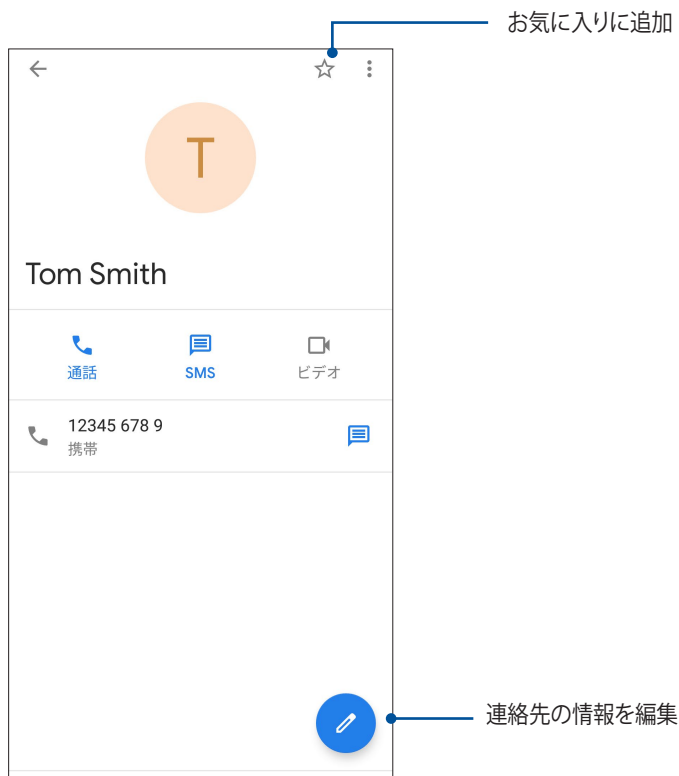 お気に入りに追加
T
Tom Smith
通話 SMS ビデオ
12345 678 9
携帯
連絡先の情報を編集